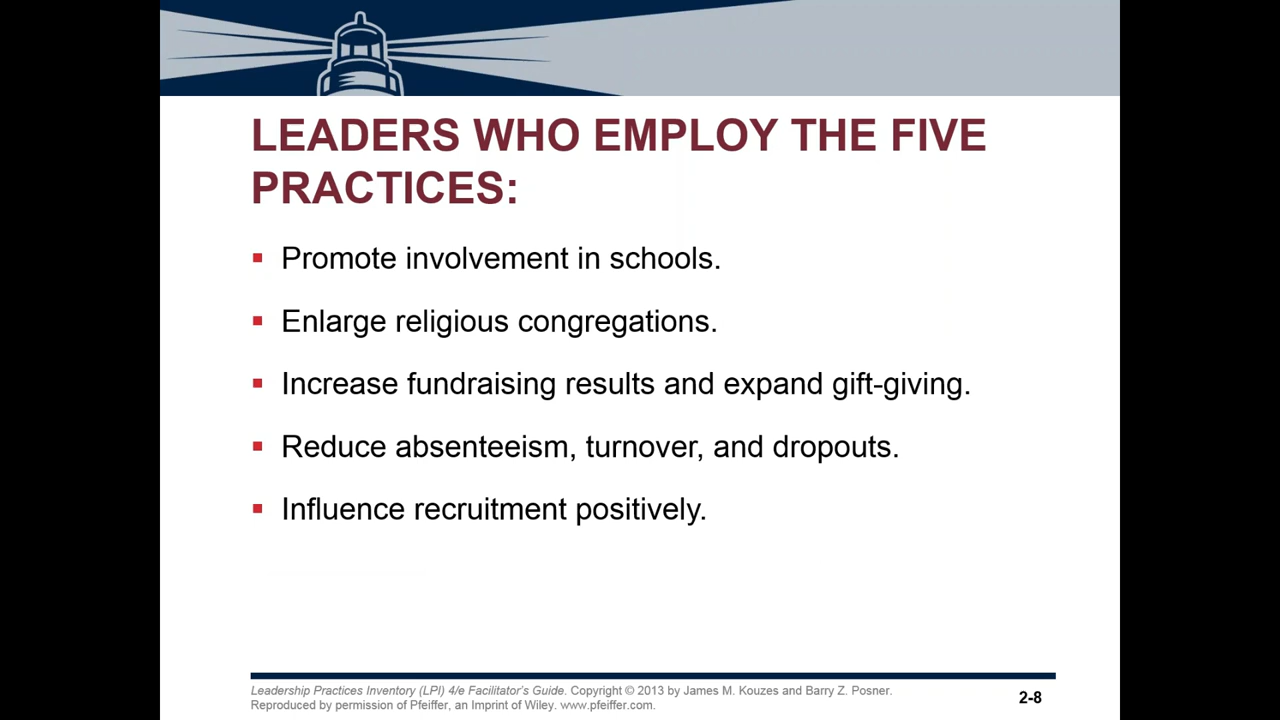 LEADERS WHO EMPLOY THE FIVE
PRACTICES:
Promote involvement in schools.
Enlarge religious congregations.
Increase fundraising results and expand gift-giving.
Reduce absenteeism, turnover, and dropouts.
Influence recruitment positively.
Leadership Practices Inventory (LPI) 4/e Facilitator's Guide. Copyright © 2013 by James M. Kouzes and Barry Z. Posner.
Reproduced by permission of Pfeiffer, an Imprint of Wiley. www.pfeiffer.com.
2-8